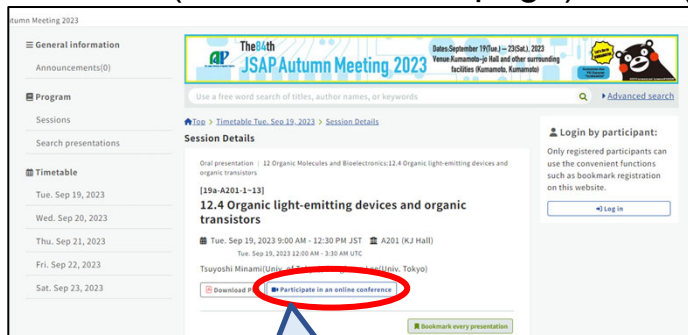 utumn Meeting 2023
General information
Announcements(0)
Program
Sessions
Search presentations
Timetable
Tue. Sep 19, 2023
Wed. Sep 20, 2023
Thu. Sep 21, 2023
Fri. Sep 22, 2023
Sat. Sep 23, 2023
The84th
JSAP Autumn Meeting 2023
Dates:September 19(Tue.) – 23(Sat.), 2023
Venue:Kumamoto-jo Hall and other surrounding
facilities (Kumamoto, Kumamoto)
Use a free word search of titles, author names, or keywords
Advanced search
Top > Timetable Tue. Sep 19, 2023 > Session Details
Session Details
Oral presentation | 12 Organic Molecules and Bioelectronics:12.4 Organic light-emitting devices and
organic transistors
[19a-A201-1~13]
12.4 Organic light-emitting devices and organic
transistors
Tue. Sep 19, 2023 9:00 AM - 12:30 PM JST A201 (KJ Hall)
Tue. Sep 19, 2023 12:00 AM - 3:30 AM UTC
Tsuyoshi Minami(Univ. of (Univ. Tokyo)
Download P
Participate in an online conference
Bookmark every presentation
Login by participant:
Only registered participants can
use the convenient functions
such as bookmark registration
on this website.
Log in